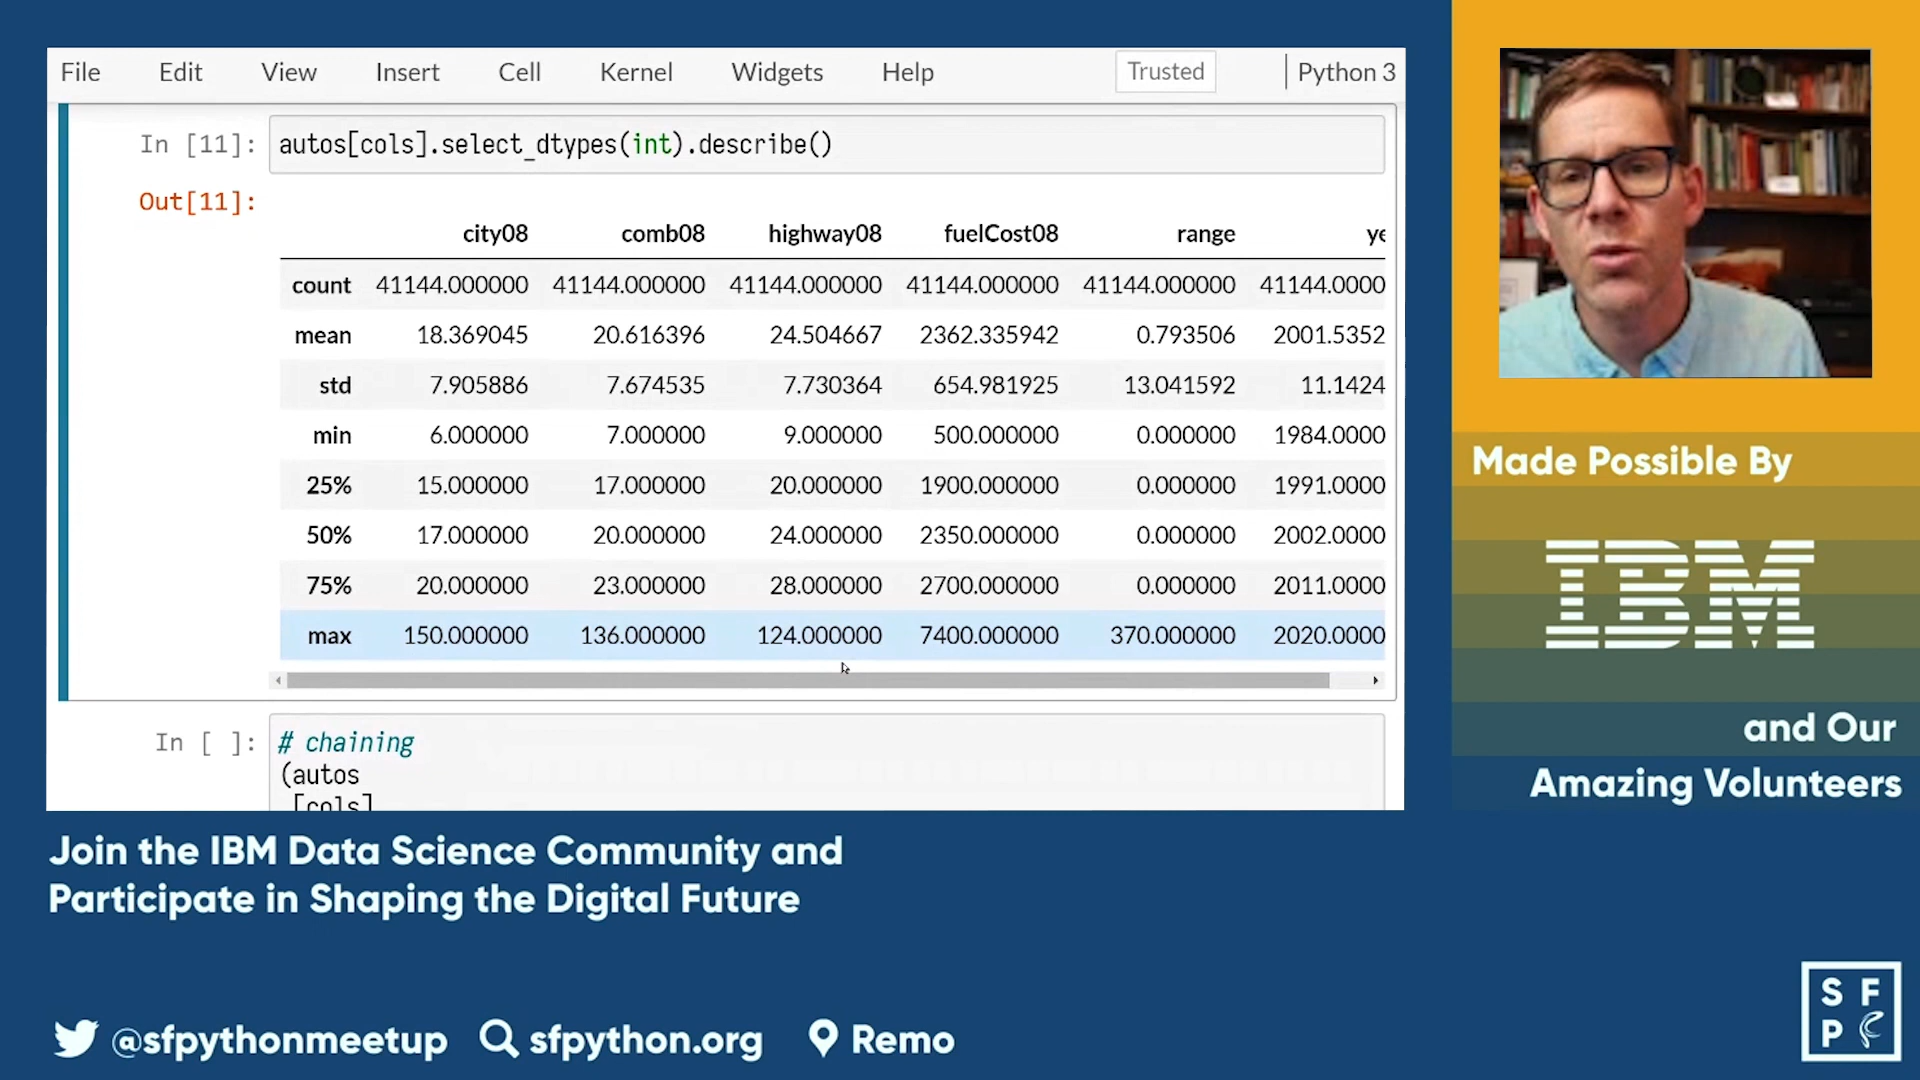 File Edit View Insert Cell Kernel Widgets Help Trusted Python 3
In [11]: autos[cols].select_dtypes(int).describe()
Out[11]:
city08 comb08 highway08 fuelCost08 range ye
count 41144.000000 41144.000000 41144.000000 41144.000000 41144.000000 41144.0000
mean 18.369045 20.616396 24.504667 2362.335942 0.793506 2001.5352
std 7.905886 7.674535 7.730364 654.981925 13.041592 11.1424
min 6.000000 7.000000 9.000000 500.000000 0.000000 1984.0000
25% 15.000000 17.000000 20.000000 1900.000000 0.000000 1991.0000
50% 17.000000 20.000000 24.000000 2350.000000 0.000000 2002.0000
75% 20.000000 23.000000 28.000000 2700.000000 0.000000 2011.0000
max 150.000000 136.000000 124.000000 7400.000000 370.000000 2020.0000
In [ ]: # chaining
(autos
[cols]
Made Possible By
IBM
and Our
Amazing Volunteers
Join the IBM Data Science Community and
Participate in Shaping the Digital Future
@sfpythonmeetup sfpython.org Remo
S F
P